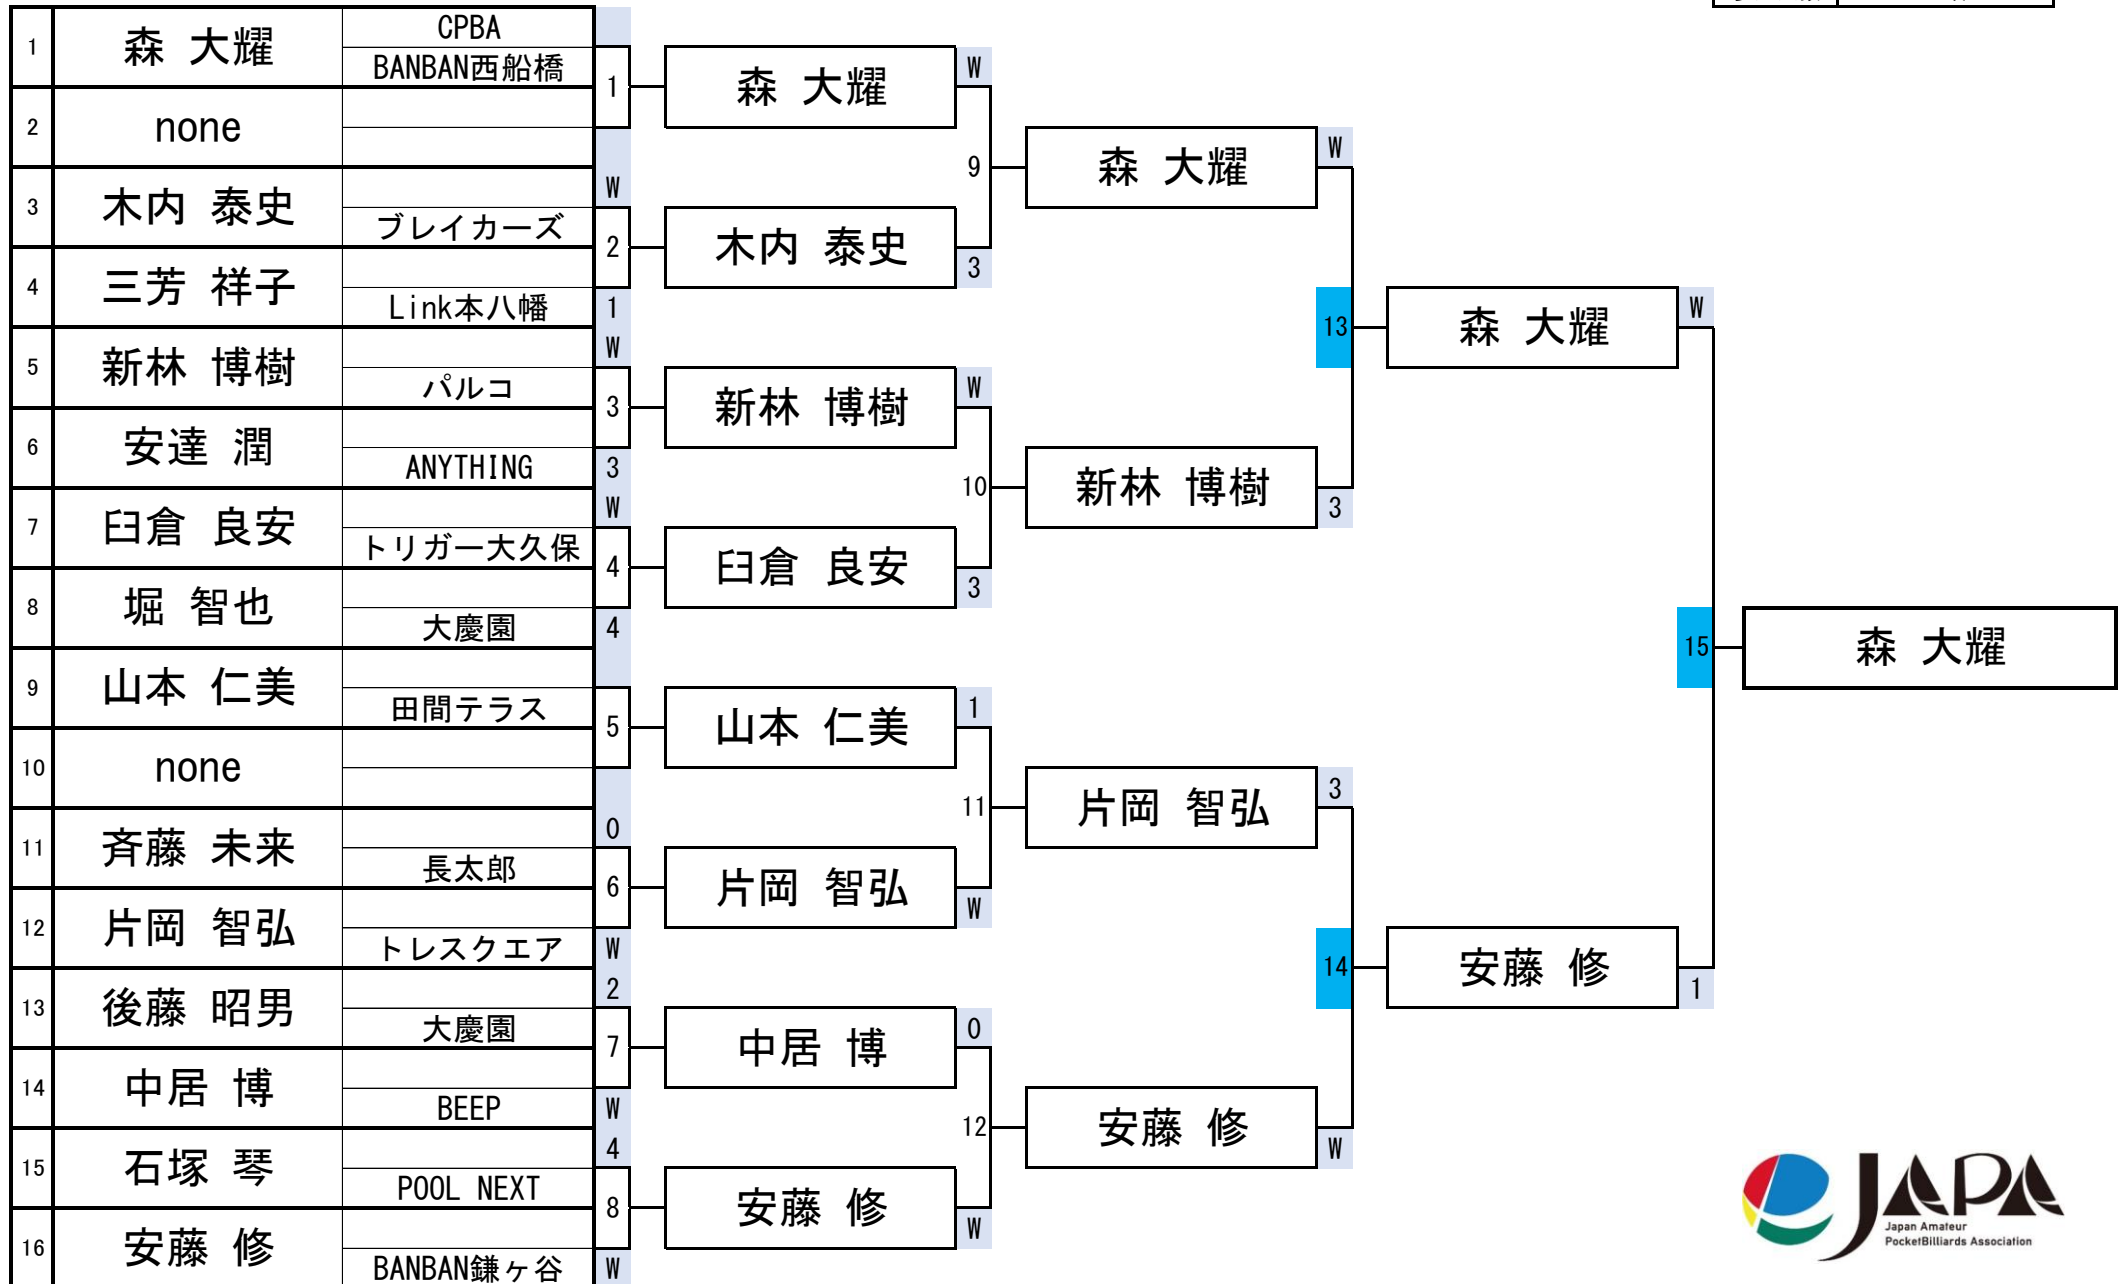 1 森 大耀 CPBA
BANBAN西船橋
2 none
3 木内 泰史 W
ブレイカーズ
4 三芳 祥子
Link本八幡 1
5 新林 博樹 W
パルコ
6 安達 潤
ANYTHING 3
7 臼倉 良安 W
トリガー大久保
8 堀 智也
大慶園 4
9 山本 仁美
田間テラス
10 none
11 斉藤 未来 0
長太郎
12 片岡 智弘
トレスクエア W
13 後藤 昭男 2
大慶園
14 中居 博
BEEP W
15 石塚 琴 4
POOL NEXT
16 安藤 修
BANBAN鎌ヶ谷 W
1 森 大耀 W
2 木内 泰史 3
3 新林 博樹 W
4 臼倉 良安 3
5 山本 仁美 1
6 片岡 智弘 W
7 中居 博 0
8 安藤 修 W
9 森 大耀 W
10 新林 博樹 3
11 片岡 智弘 3
12 安藤 修 W
13 森 大耀 W
14 安藤 修 1
15 森 大耀
JAPA
Japan Amateur
PocketBilliards Association